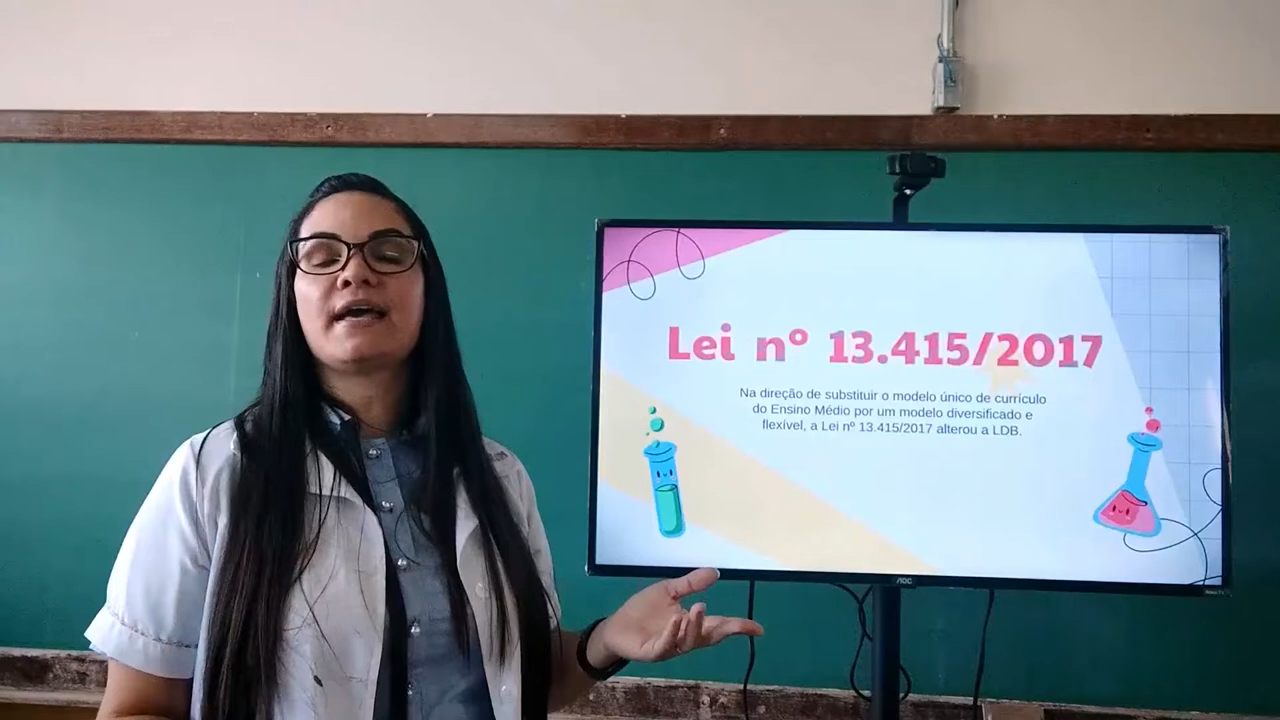 Lei nº 13.415/2017
Na direção de substituir o modelo único de currículo
do Ensino Médio por um modelo diversificado e
flexível, a Lei nº 13.415/2017 alterou a LDB.
AOC